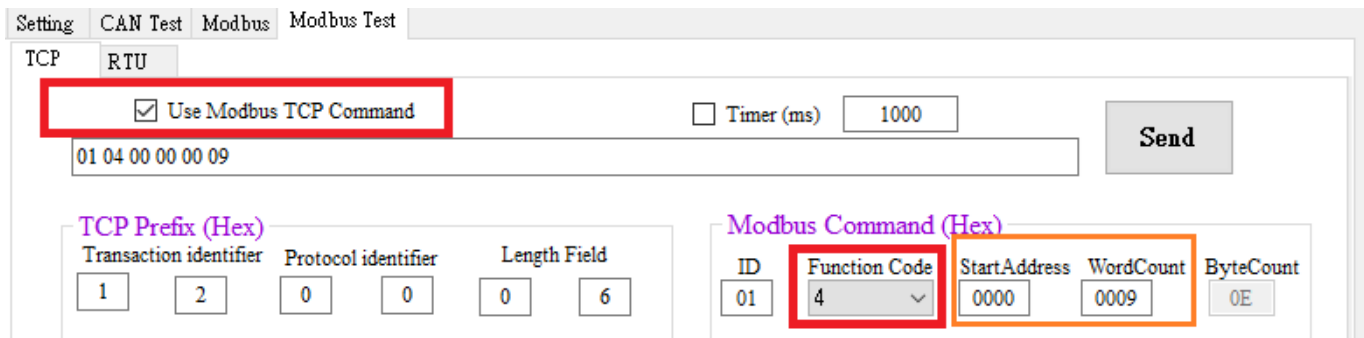 Setting CAN Test Modbus Modbus Test
TCP RTU
Use Modbus TCP Command Timer (ms) 1000
Send
01 04 00 00 00 09
TCP Prefix (Hex) Modbus Command (Hex)
Transaction identifier Protocol identifier Length Field
ID Function Code StartAddress WordCount ByteCount
1 2 0 0 0 6 01 4 0000 0009 0E